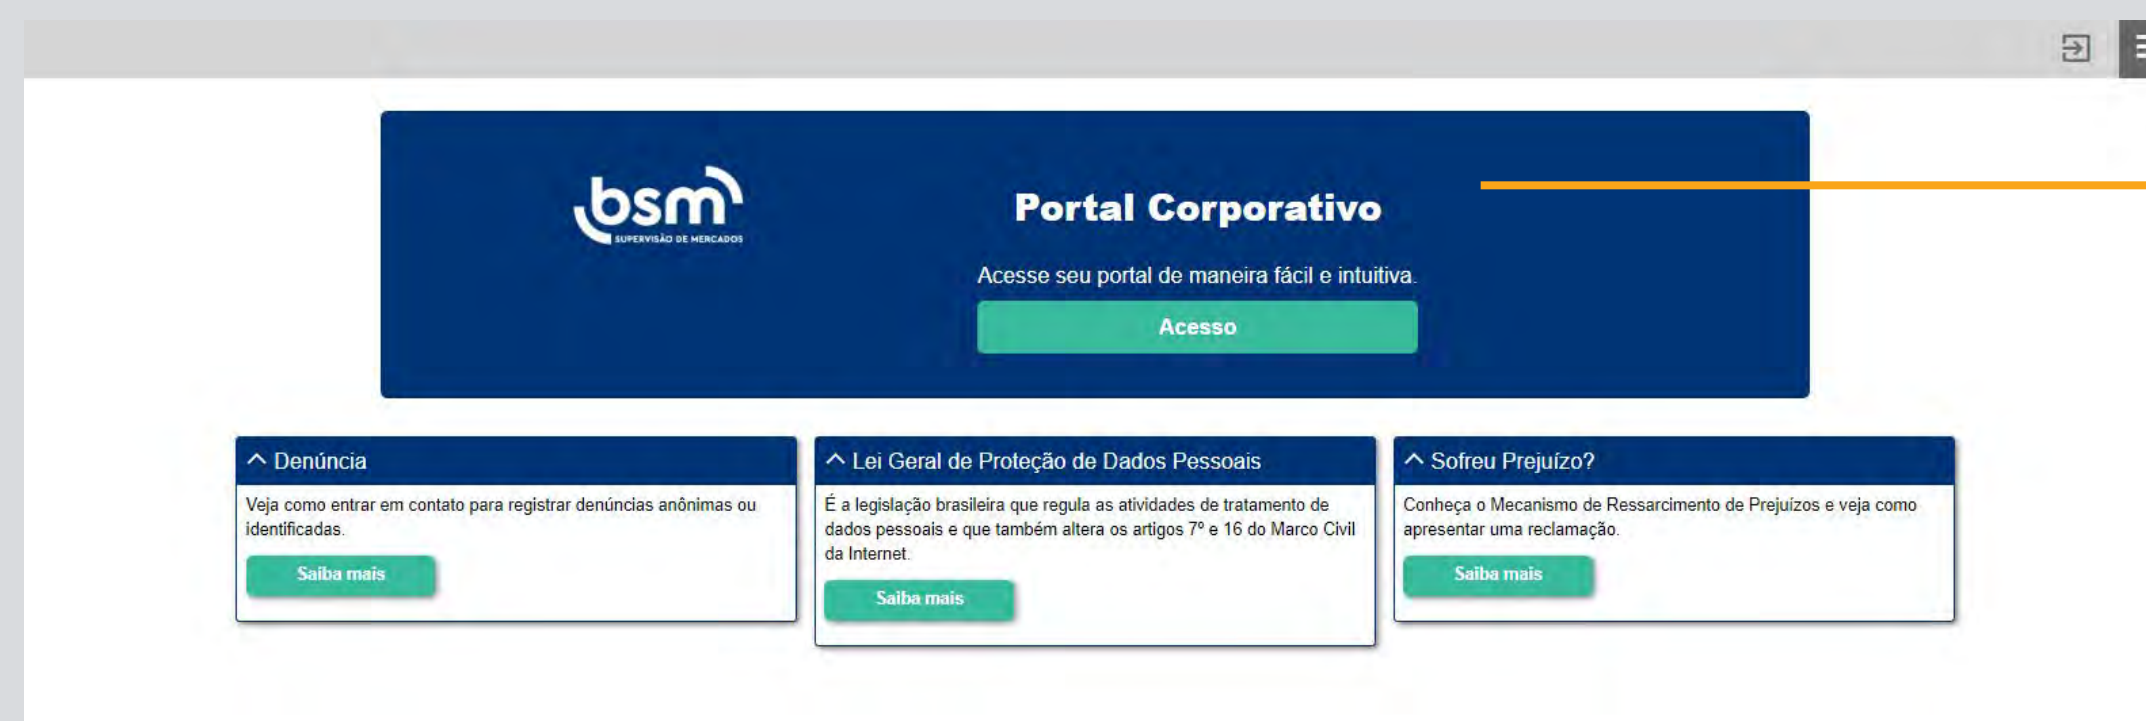 bsm
SUPERVISÃO DE MERCADOS
Portal Corporativo
Acesse seu portal de maneira fácil e intuitiva.
Acesso
Denúncia
Veja como entrar em contato para registrar denúncias anônimas ou
identificadas.
Saiba mais
Lei Geral de Proteção de Dados Pessoais
É a legislação brasileira que regula as atividades de tratamento de
dados pessoais e que também altera os artigos 7º e 16 do Marco Civil
da Internet.
Saiba mais
Sofreu Prejuízo?
Conheça o Mecanismo de Ressarcimento de Prejuízos e veja como
apresentar uma reclamação.
Saiba mais